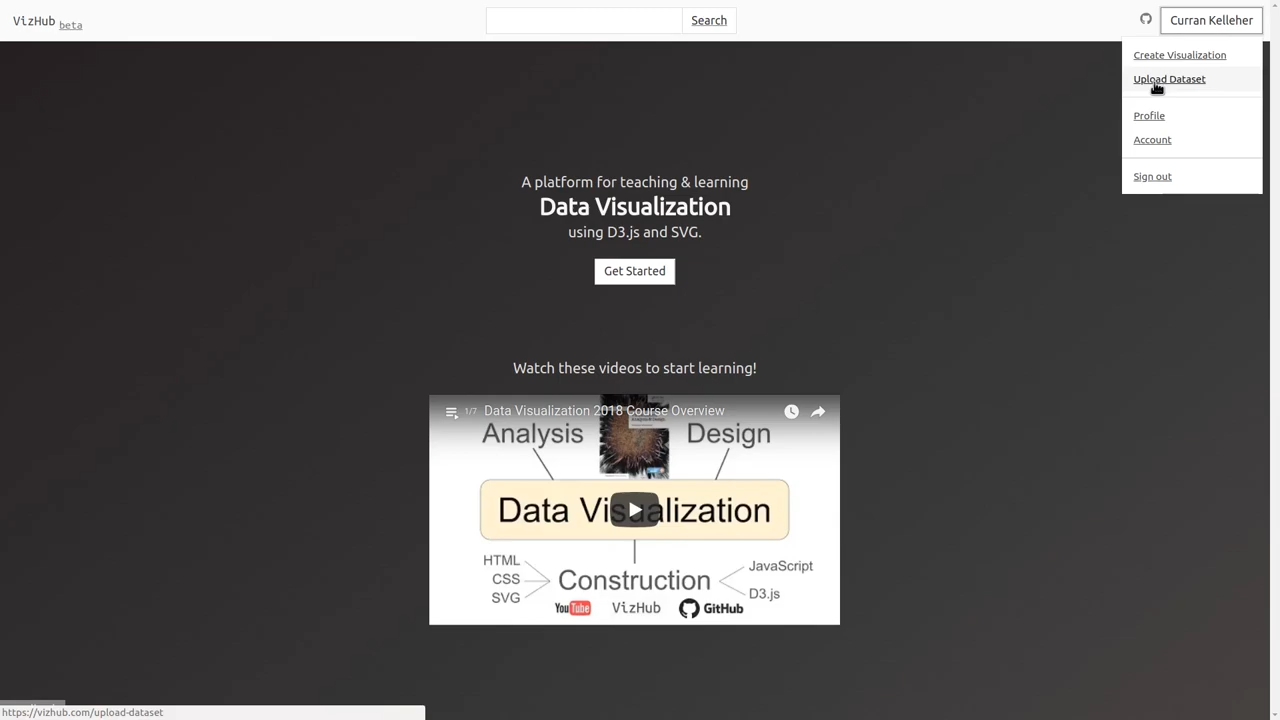 VizHub beta
Search
Curran Kelleher
Create Visualization
Upload Dataset
Profile
Account
Sign out
A platform for teaching & learning
Data Visualization
using D3.js and SVG.
Get Started
Watch these videos to start learning!
1/7 Data Visualization 2018 Course Overview
Analysis
Design
Data Visualization
HTML
CSS
SVG
Construction
JavaScript
D3.js
YouTube
VizHub
GitHub
https://vizhub.com/upload-dataset